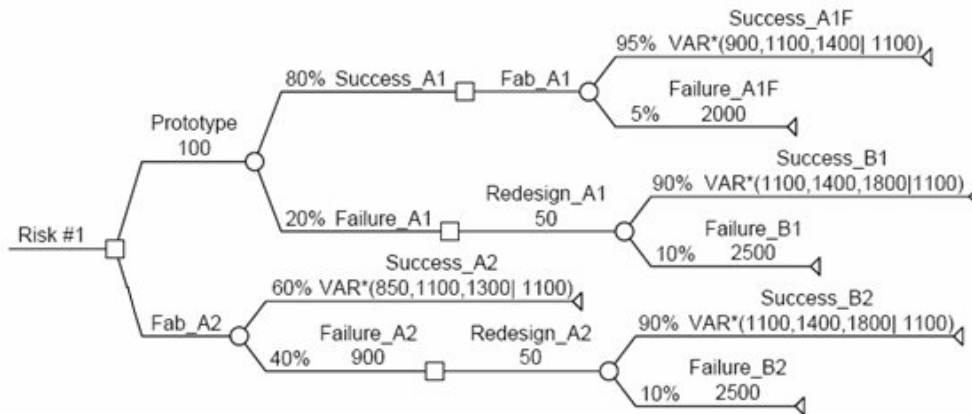 Success_A1F
95% VAR*(900,1100,1400| 1100)
80% Success_A1
Fab_A1
Failure_A1F
5% 2000
Prototype
100
Success_B1
90% VAR*(1100,1400,1800|1100)
Redesign_A1
50
20% Failure_A1
Failure_B1
10% 2500
Risk #1
Success_A2
60% VAR*(850,1100,1300| 1100)
Fab_A2
Failure_A2
40% 900
Redesign_A2
50
Success_B2
90% VAR*(1100,1400,1800| 1100)
Failure_B2
10% 2500